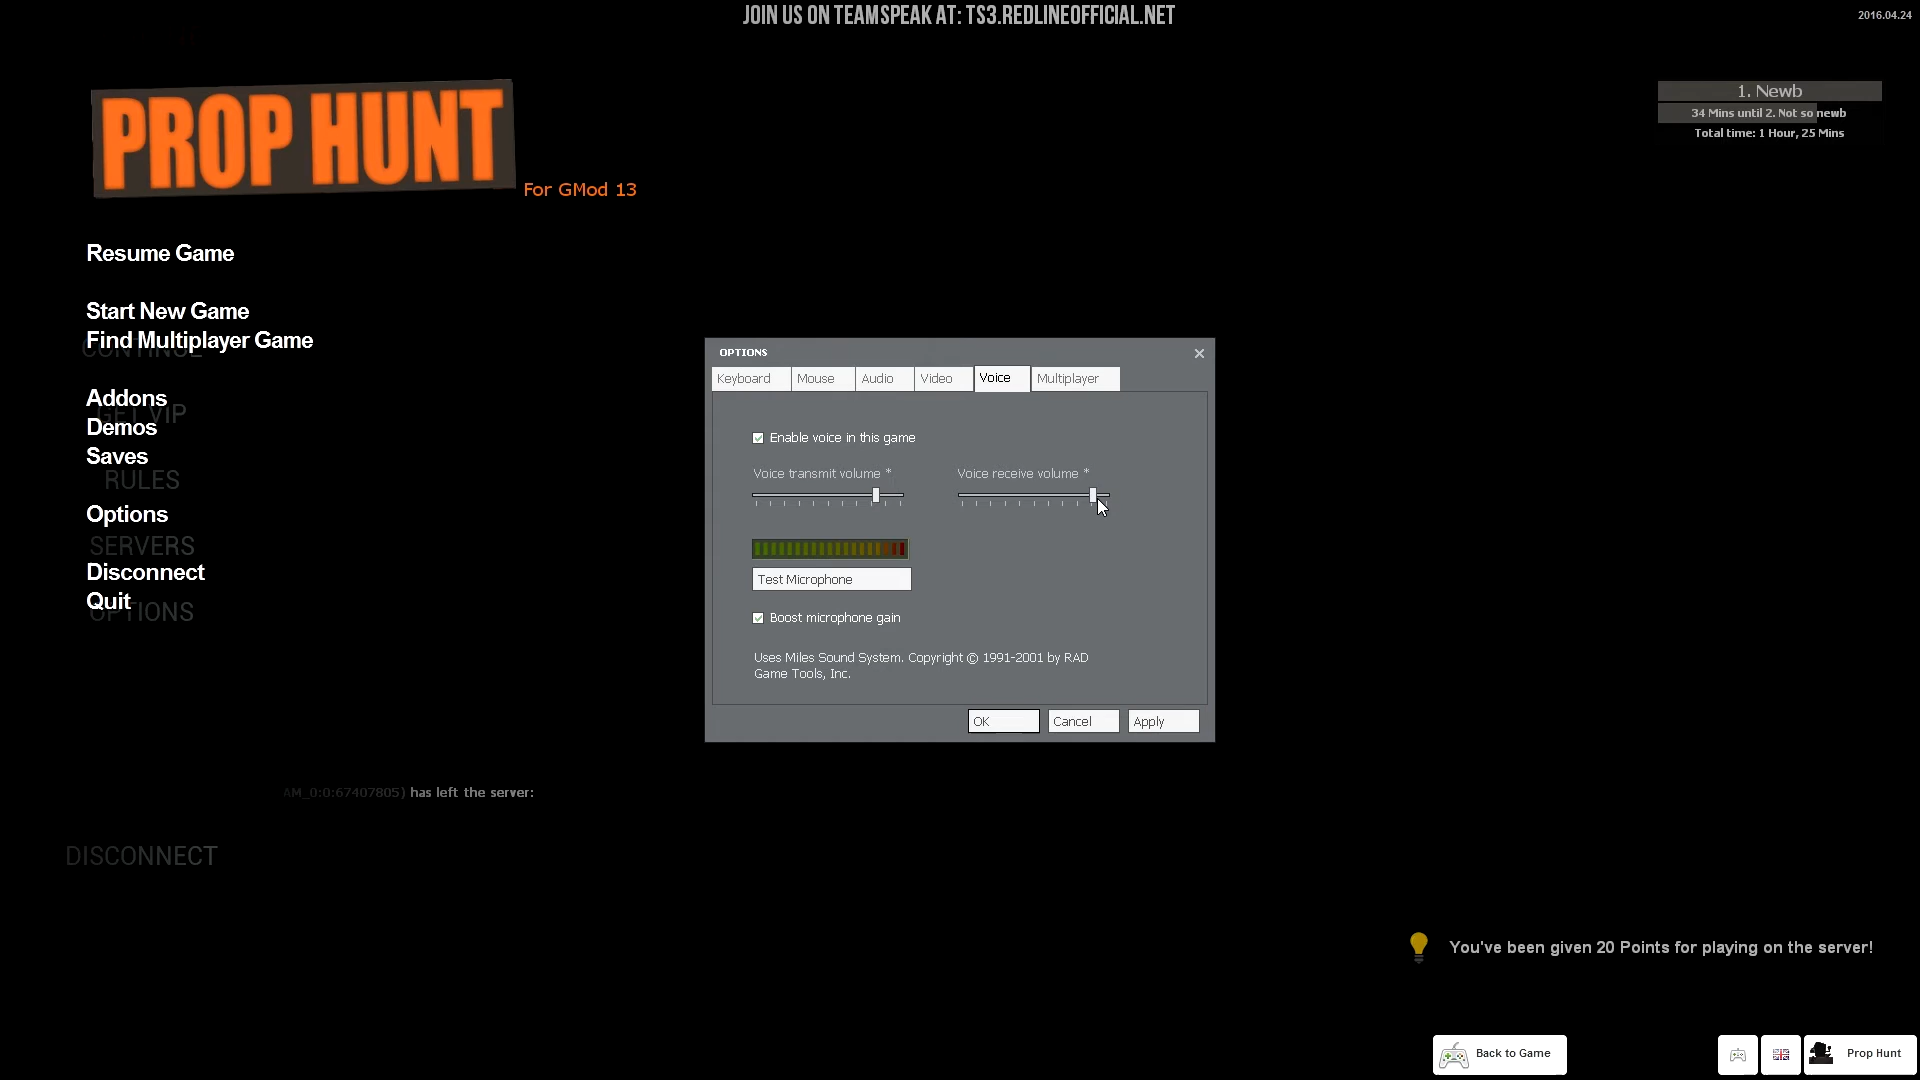 JOIN US ON TEAMSPEAK AT: TS3.REDLINEOFFICIAL.NET
2016.04.24
PROP HUNT
For GMod 13
1. Newb
34 Mins until 2. Not so newb
Total time: 1 Hour, 25 Mins
Resume Game
Start New Game
Find Multiplayer Game
CONTINUE
Addons
GET VIP
Demos
Saves
RULES
Options
SERVERS
Disconnect
Quit
OPTIONS
OPTIONS
Keyboard Mouse Audio Video Voice Multiplayer
Enable voice in this game
Voice transmit volume * Voice receive volume *
Test Microphone
Boost microphone gain
Uses Miles Sound System. Copyright © 1991-2001 by RAD
Game Tools, Inc.
OK Cancel Apply
AM_0:0:67407805) has left the server:
DISCONNECT
You've been given 20 Points for playing on the server!
Back to Game
Prop Hunt